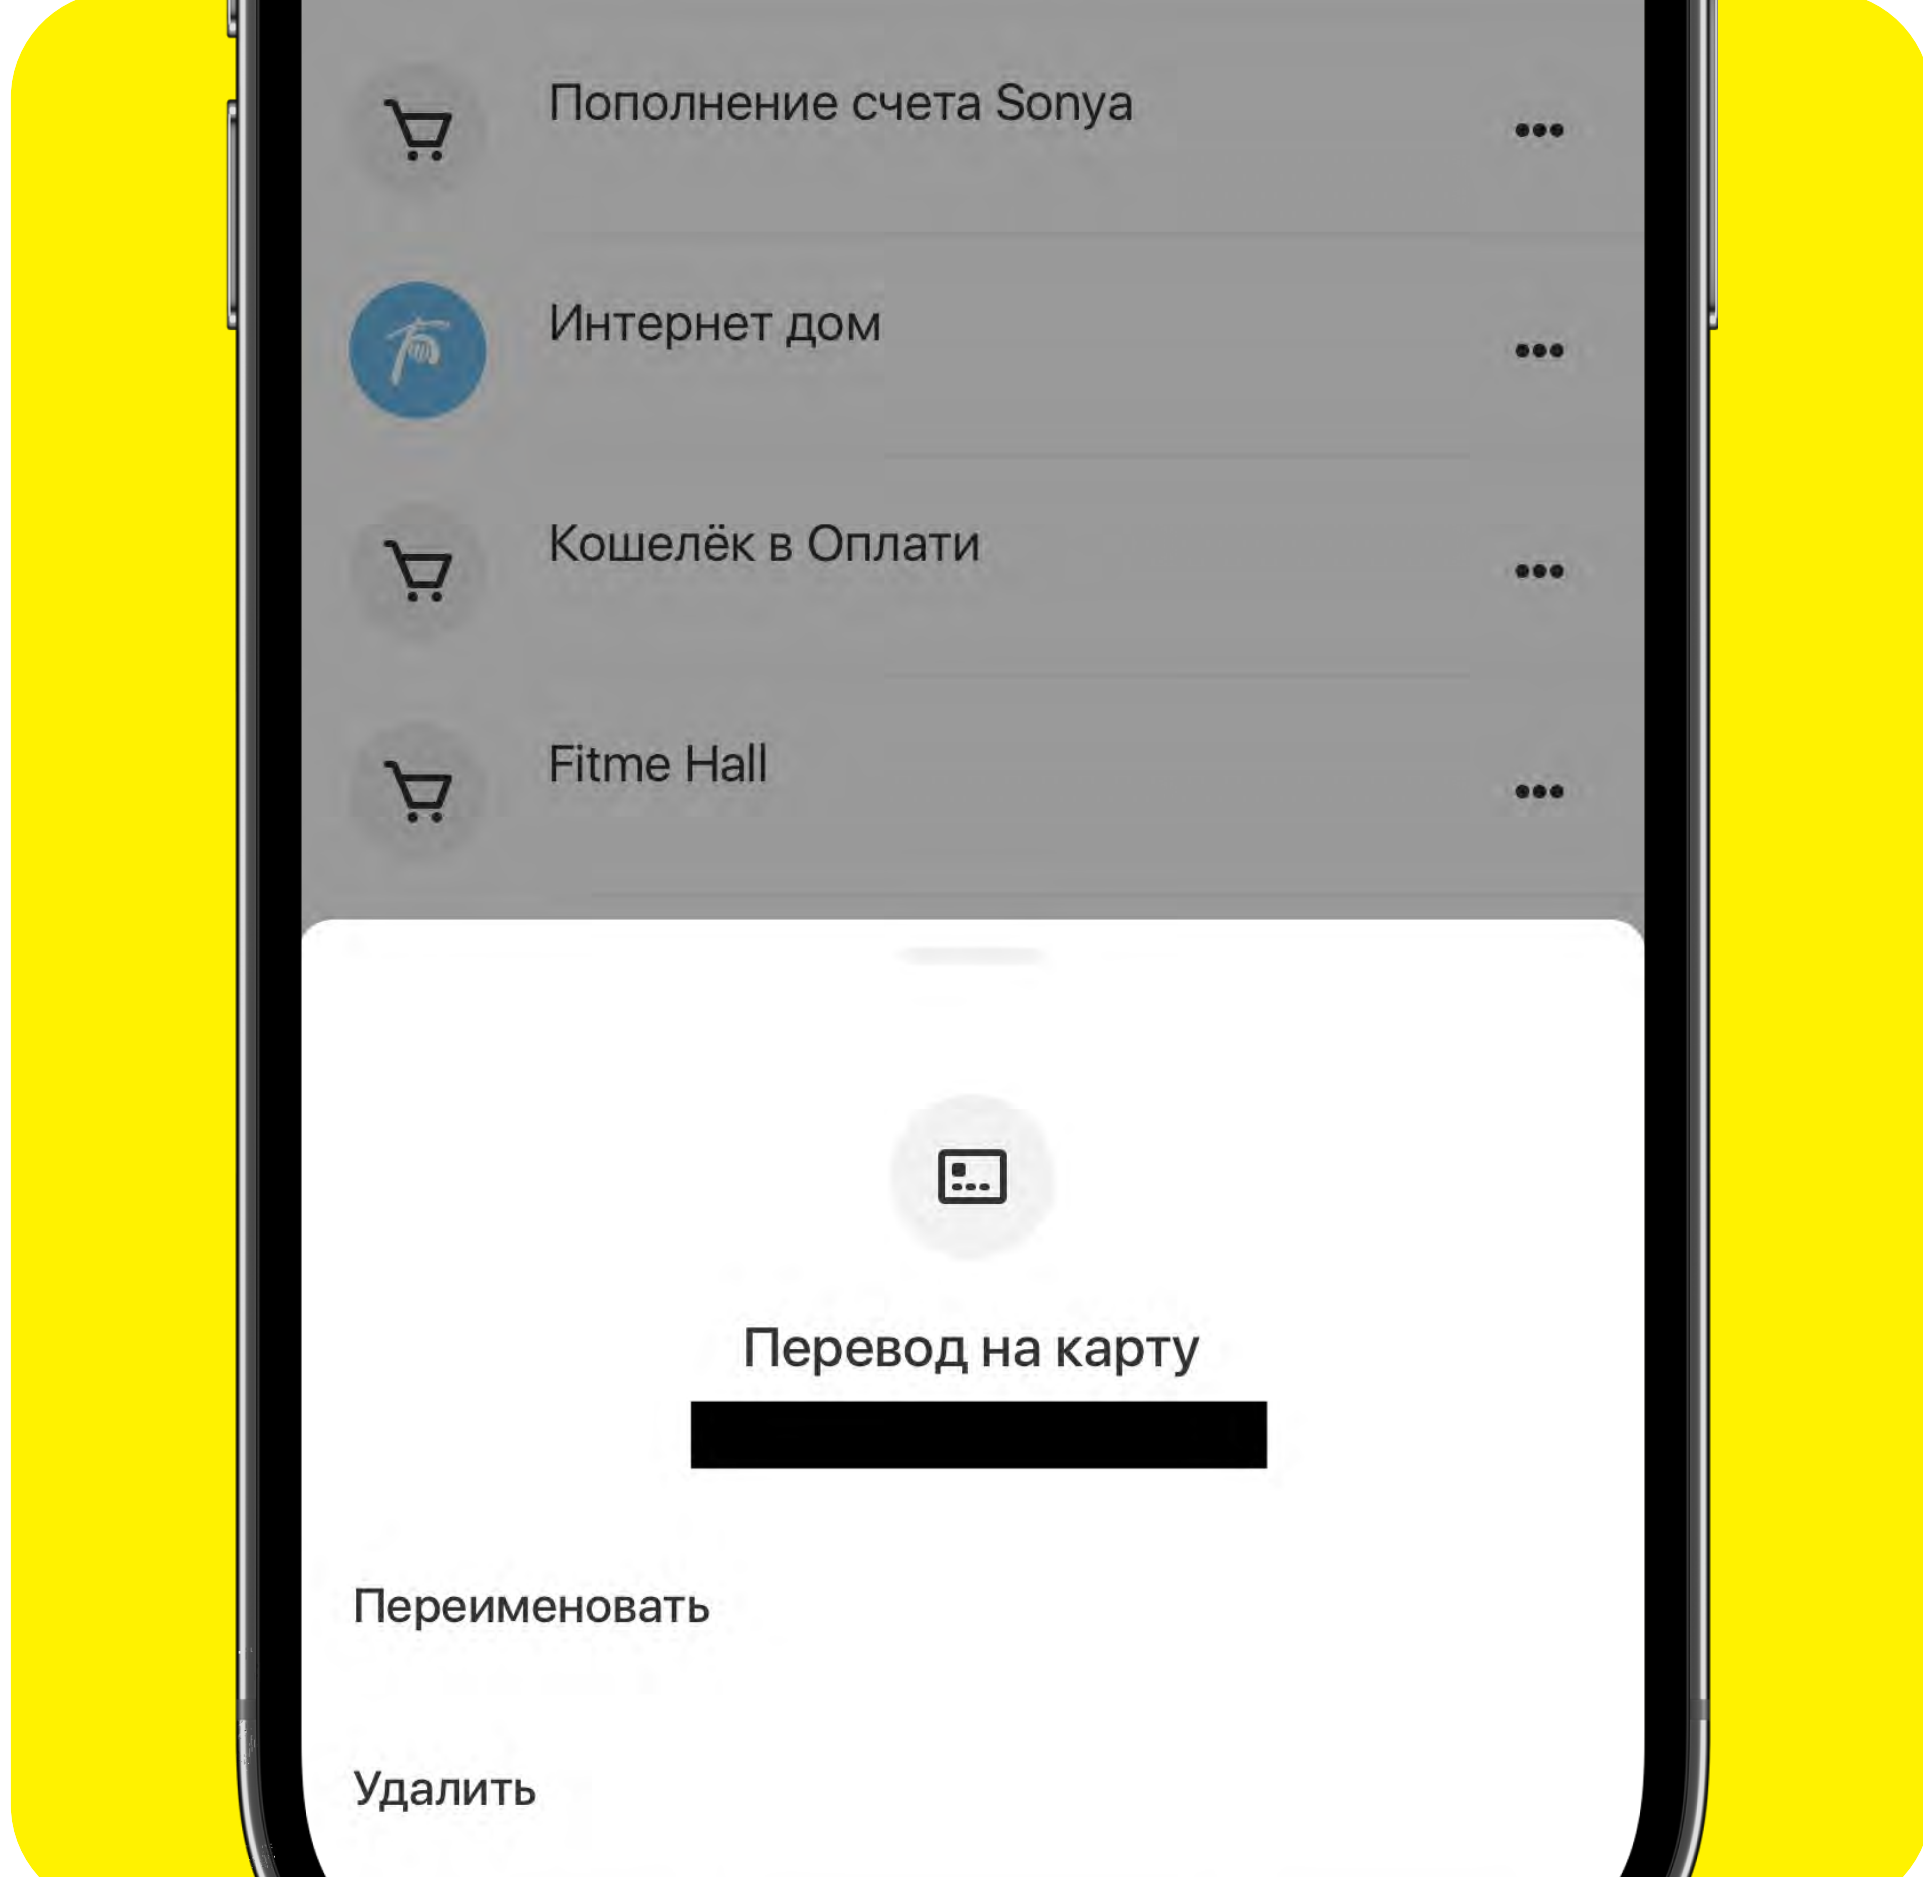 Пополнение счета Sonya
Интернет дом
Кошелёк в Оплати
Fitme Hall
Перевод на карту
Переименовать
Удалить